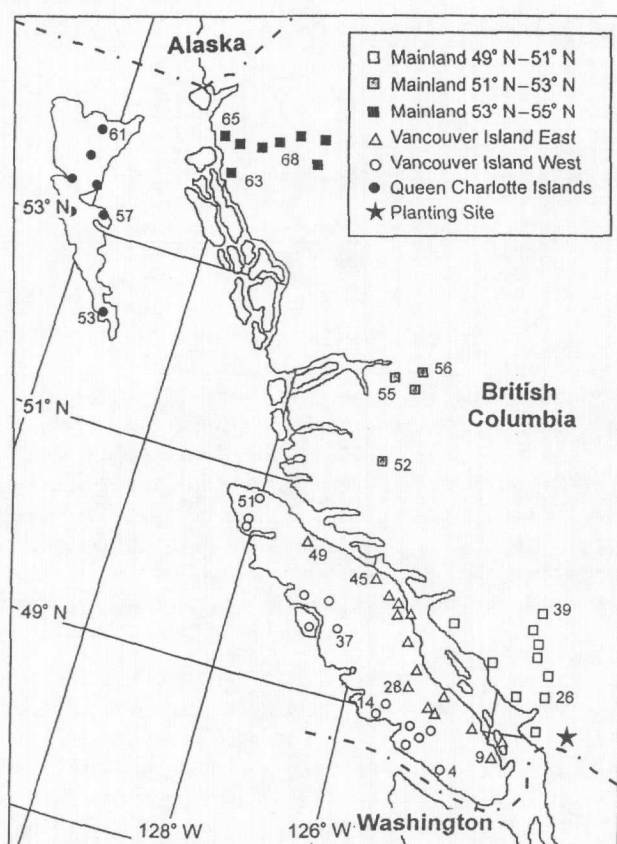 Alaska
Mainland 49° N–51° N
Mainland 51° N–53° N
Mainland 53° N–55° N
Vancouver Island East
Vancouver Island West
Queen Charlotte Islands
Planting Site
61
65
68
63
53° N
57
53
56
55
British
Columbia
51° N
52
51
49
45
39
49° N
37
28
26
14
9
4
Washington
128° W
126° W